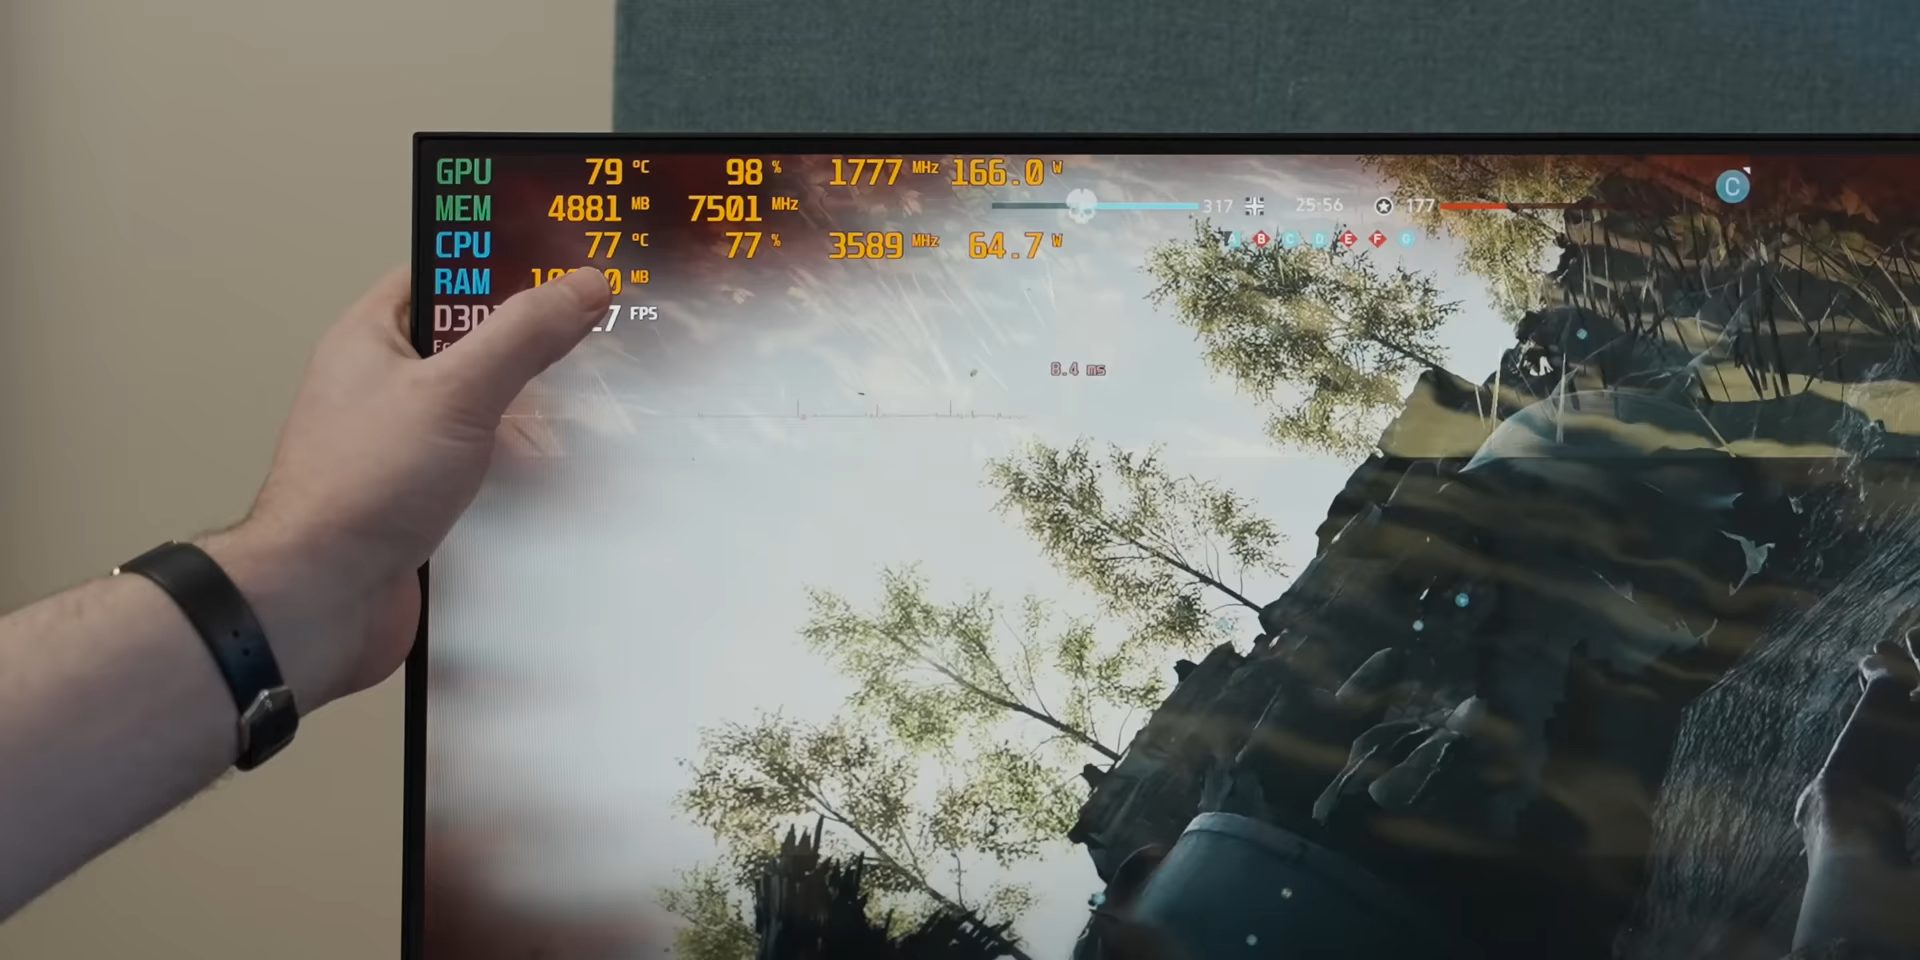 GPU 79 °C 98 % 1777 MHz 166.0 W
MEM 4881 MB 7501 MHz
CPU 77 °C 77 % 3589 MHz 64.7 W
RAM MB
FPS
8.4 ms
317 25:56 177
A B C D E F G
C